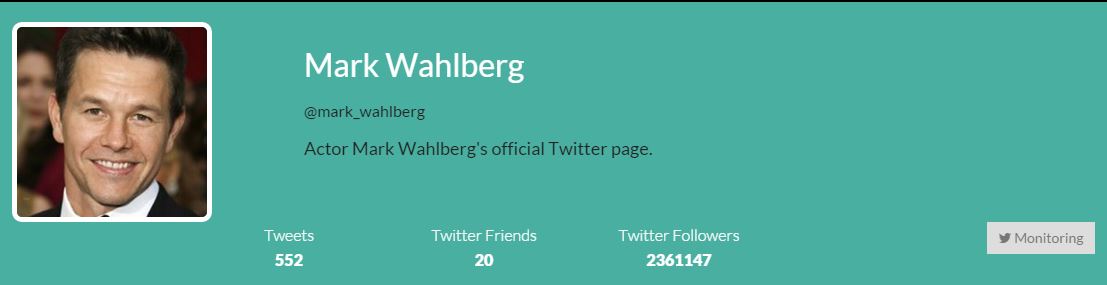 Mark Wahlberg
@mark_wahlberg
Actor Mark Wahlberg's official Twitter page.
Tweets Twitter Friends Twitter Followers
552 20 2361147
Monitoring